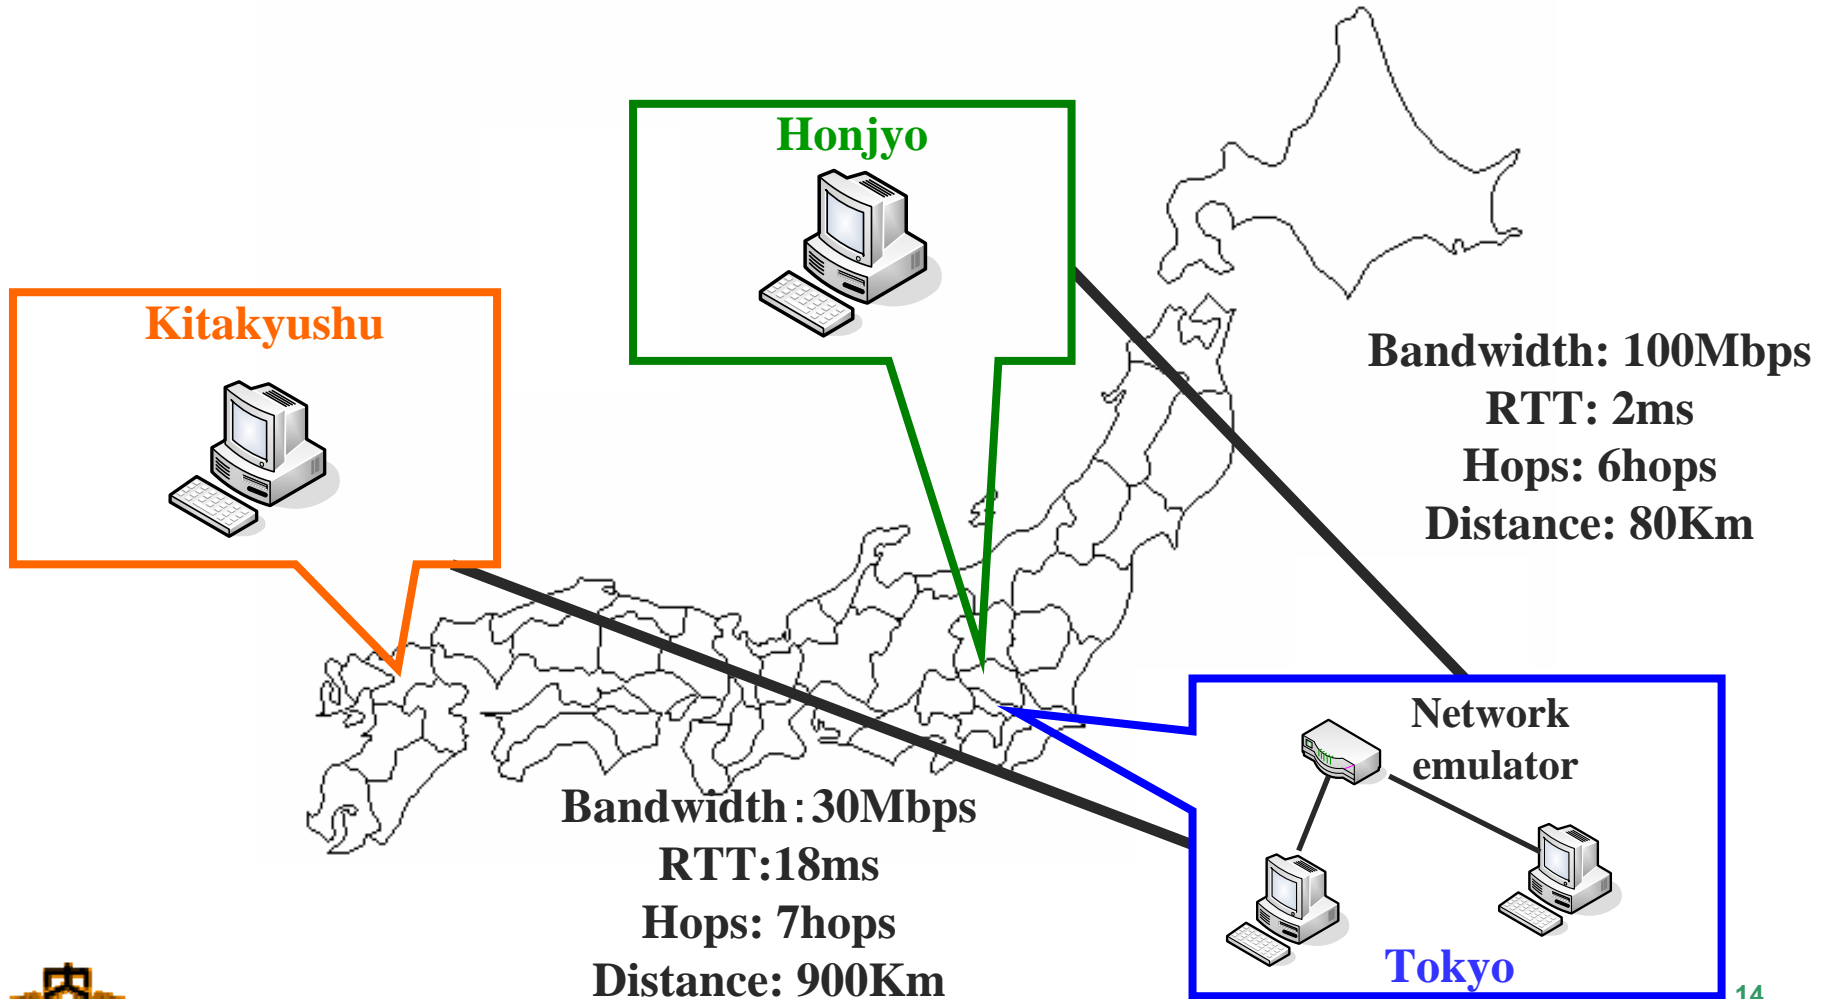 Honjyo
Kitakyushu
Bandwidth: 100Mbps
RTT: 2ms
Hops: 6hops
Distance: 80Km
Network
emulator
Bandwidth：30Mbps
RTT:18ms
Hops: 7hops
Distance: 900Km
Tokyo
14